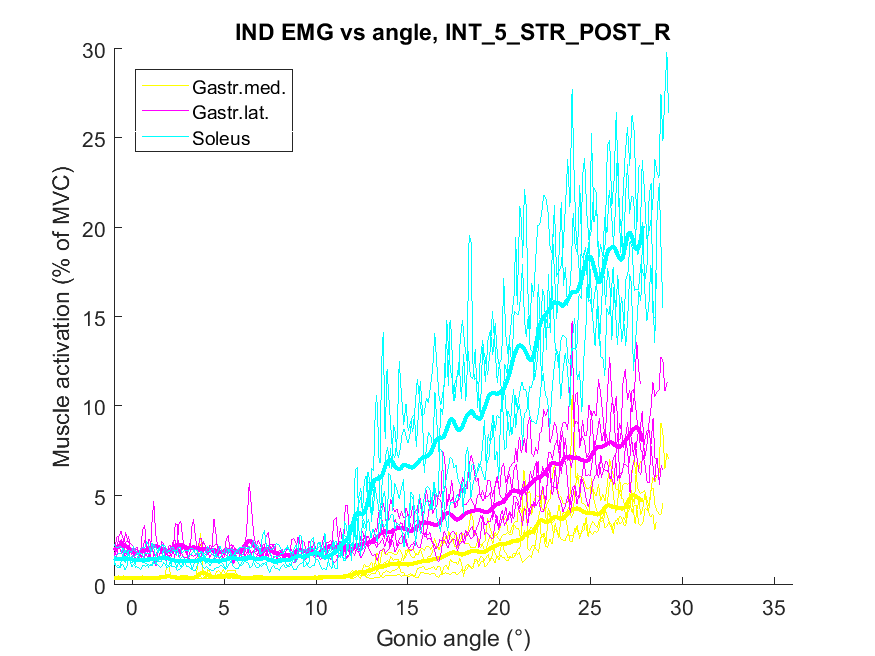 IND EMG vs angle, INT_5_STR_POST_R
30
25
20
15
10
5
0
Muscle activation (% of MVC)
Gastr.med.
Gastr.lat.
Soleus
0 5 10 15 20 25 30 35
Gonio angle (°)